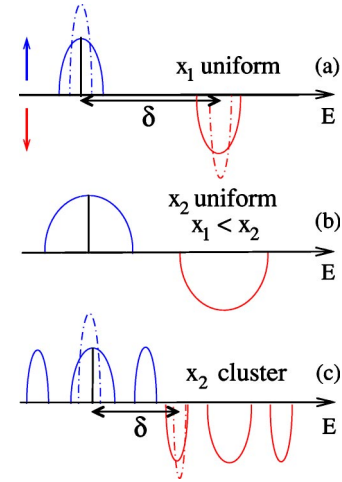 x₁ uniform (a)
δ
E
x₂ uniform
x₁ < x₂ (b)
E
x₂ cluster (c)
δ
E